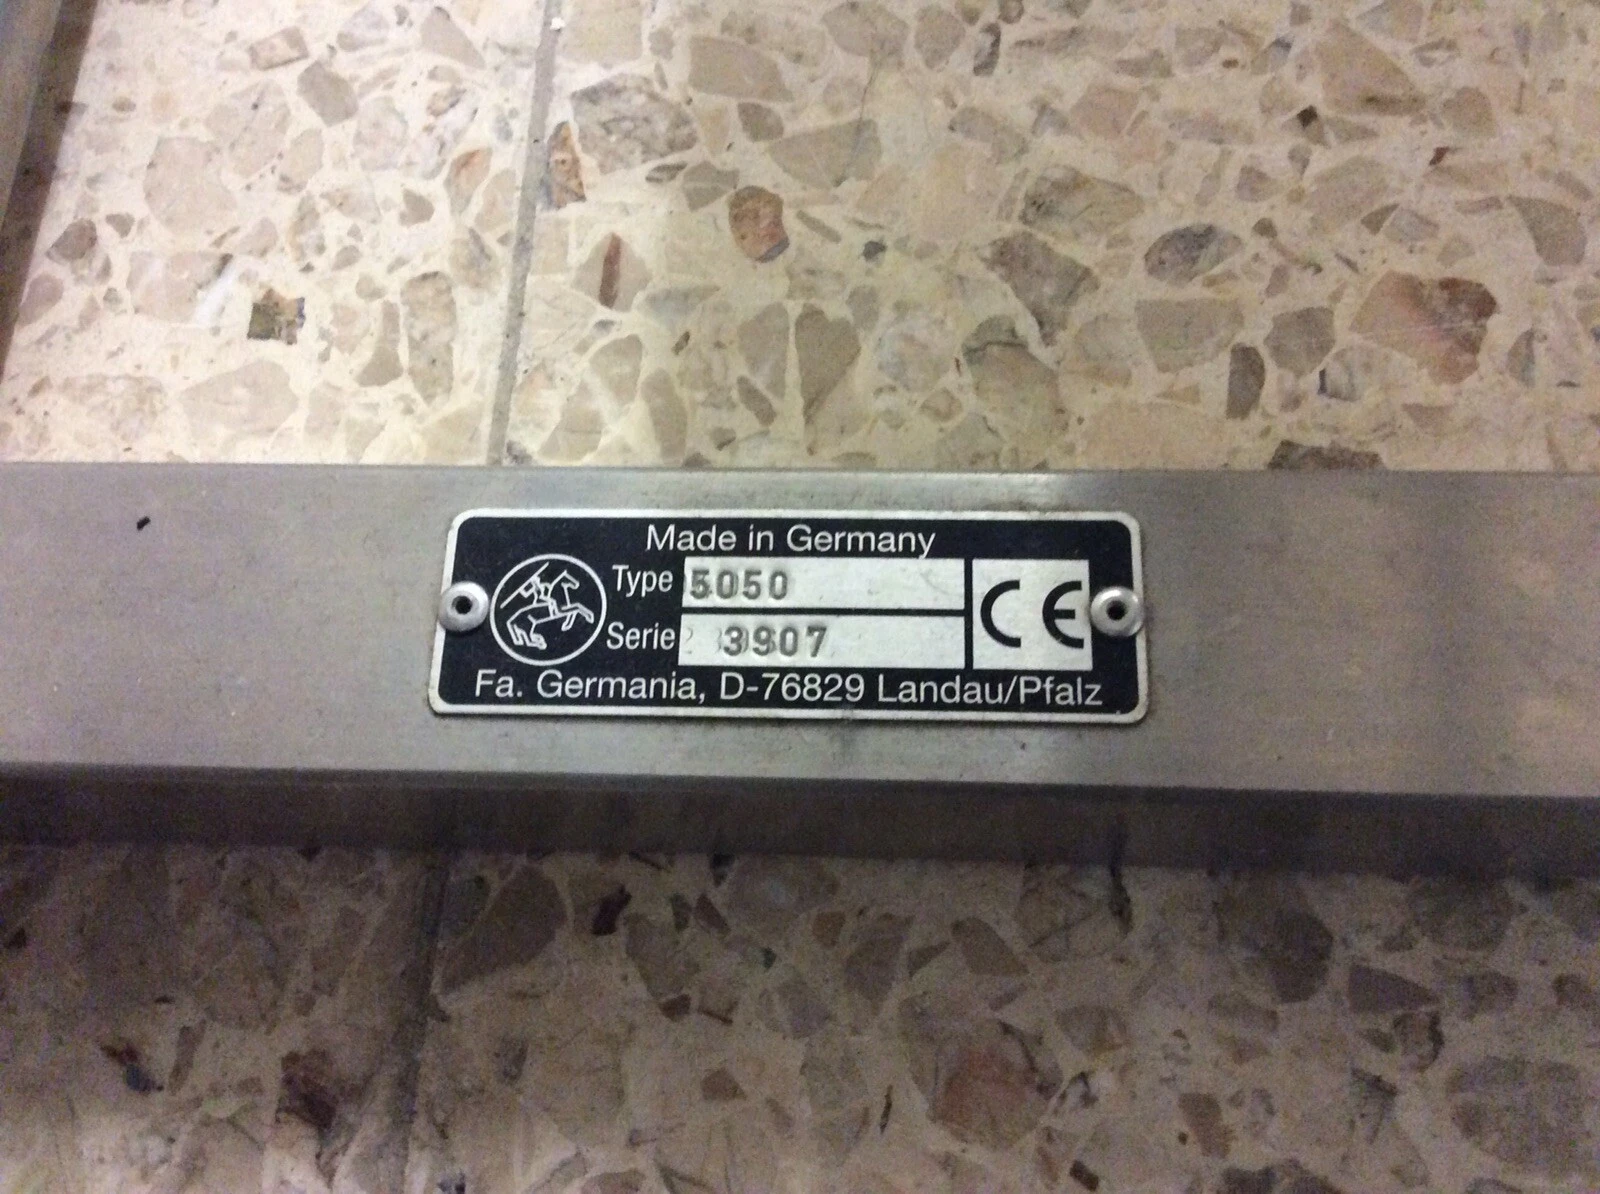 Made in Germany
Type 5050
Serie 3907
CE
Fa. Germania, D-76829 Landau/Pfalz